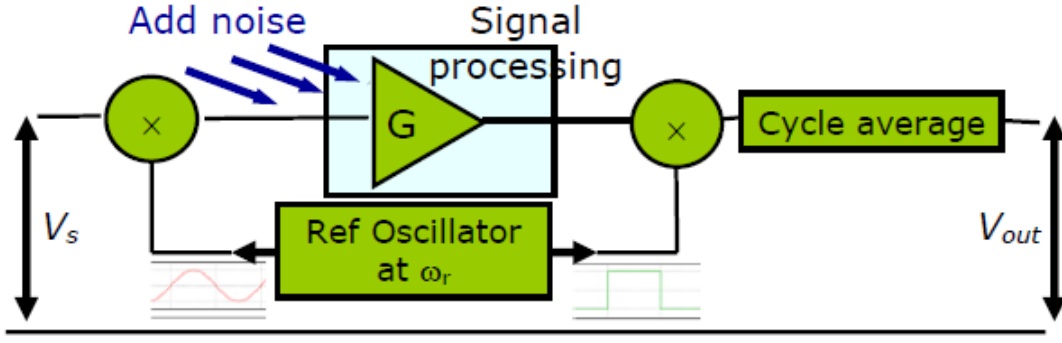 Add noise
Signal
processing
×
G
×
Cycle average
Vs
Ref Oscillator
at ωr
Vout